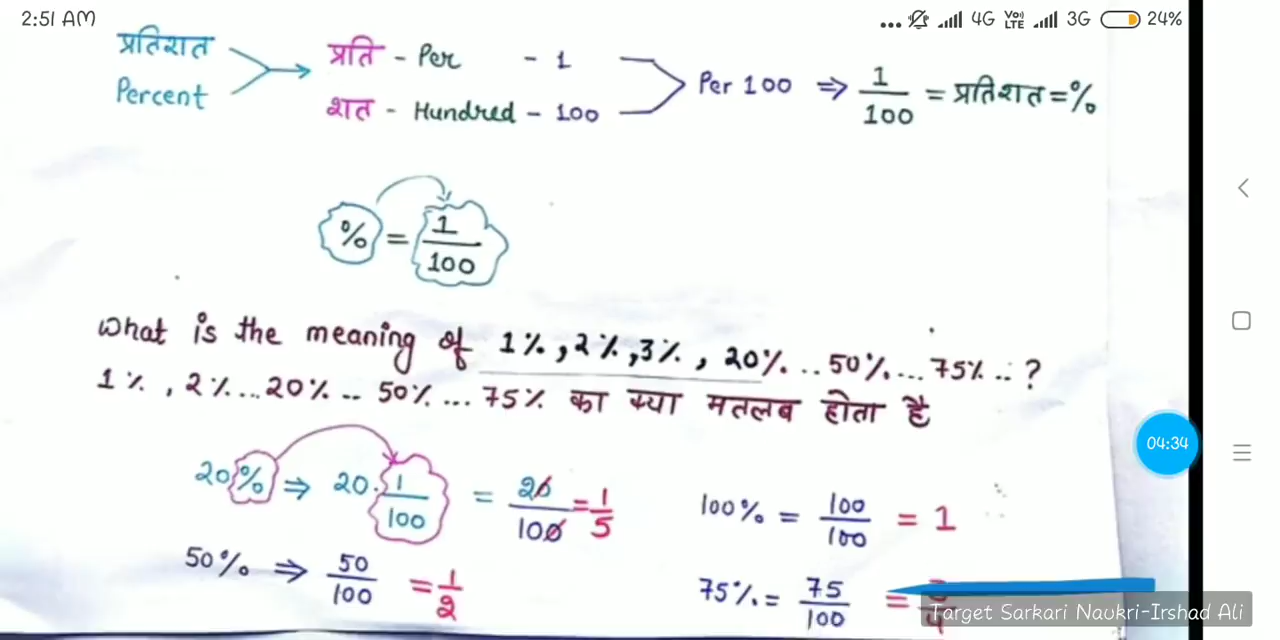 2:51 AM ... 4G VoLTE 3G 24%
प्रतिशत प्रति - Per - 1
Percent शत - Hundred - 100
Per 100 ⇒ 1/100 = प्रतिशत = %
% = 1/100
What is the meaning of 1%, 2%, 3%, 20% .. 50% ... 75% .. ?
1%, 2% ... 20% .. 50% ... 75% का क्या मतलब होता है
20% ⇒ 20 · 1/100 = 20/100 = 1/5
100% = 100/100 = 1
50% ⇒ 50/100 = 1/2
75% = 75/100 =
04:34
Target Sarkari Naukri-Irshad Ali